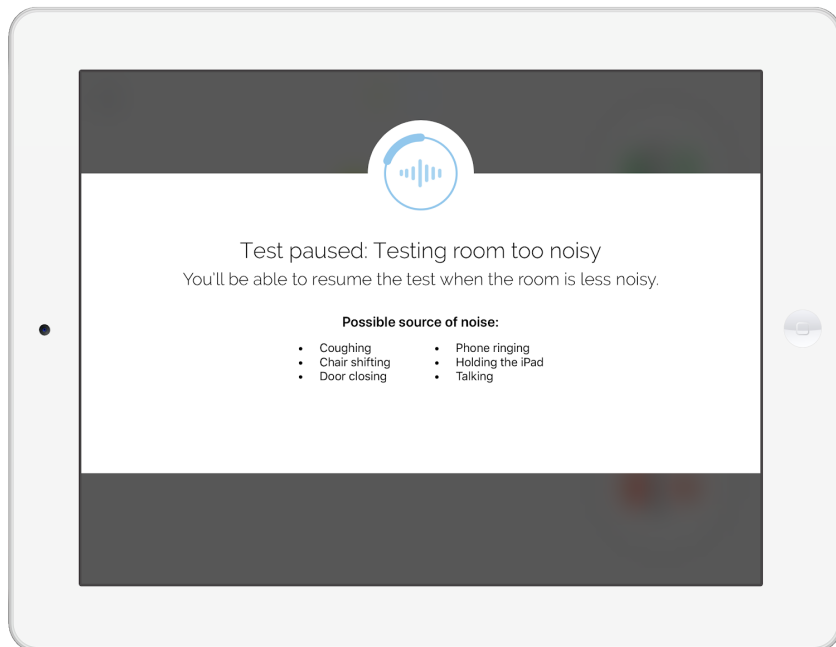 Test paused: Testing room too noisy
You'll be able to resume the test when the room is less noisy.
Possible source of noise:
• Coughing
• Chair shifting
• Door closing
• Phone ringing
• Holding the iPad
• Talking